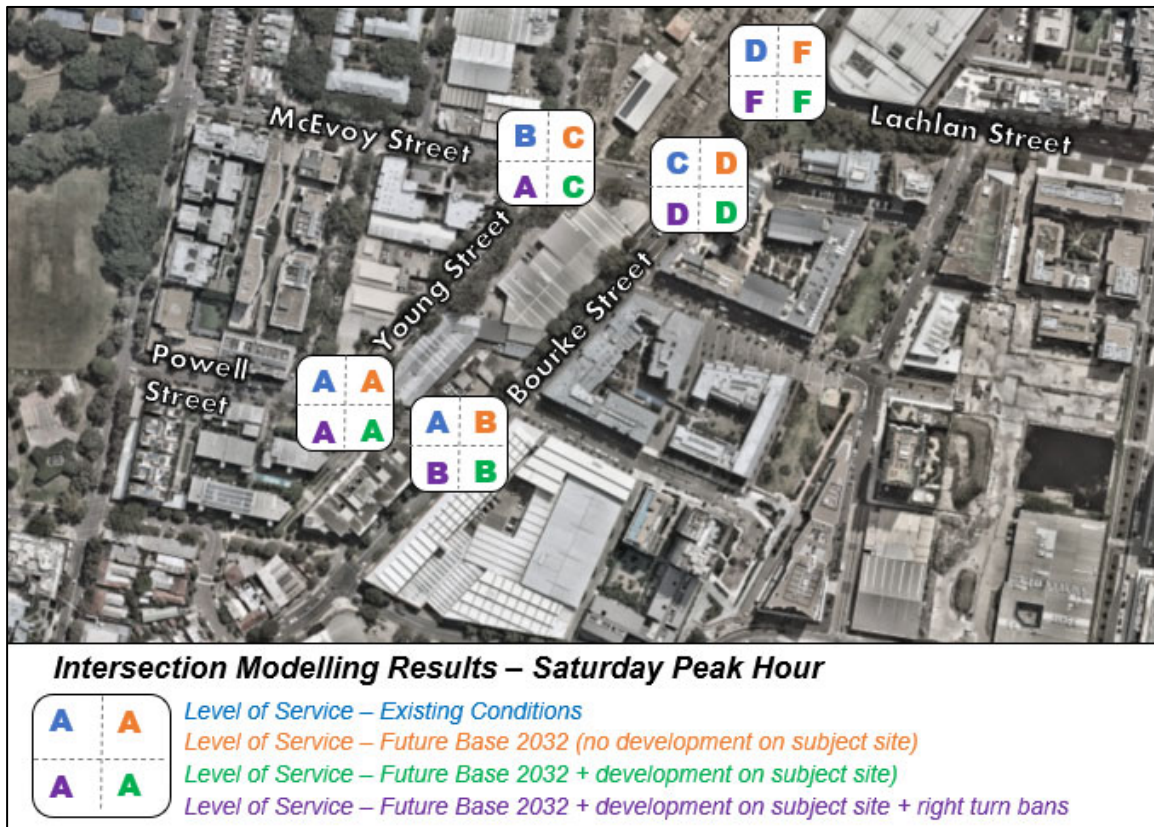 D F
F F
Lachlan Street
McEvoy Street
B C
A C
C D
D D
Young Street
Bourke Street
Powell
Street
A A
A A
A B
B B
Intersection Modelling Results – Saturday Peak Hour
A A
A A
Level of Service – Existing Conditions
Level of Service – Future Base 2032 (no development on subject site)
Level of Service – Future Base 2032 + development on subject site)
Level of Service – Future Base 2032 + development on subject site + right turn bans